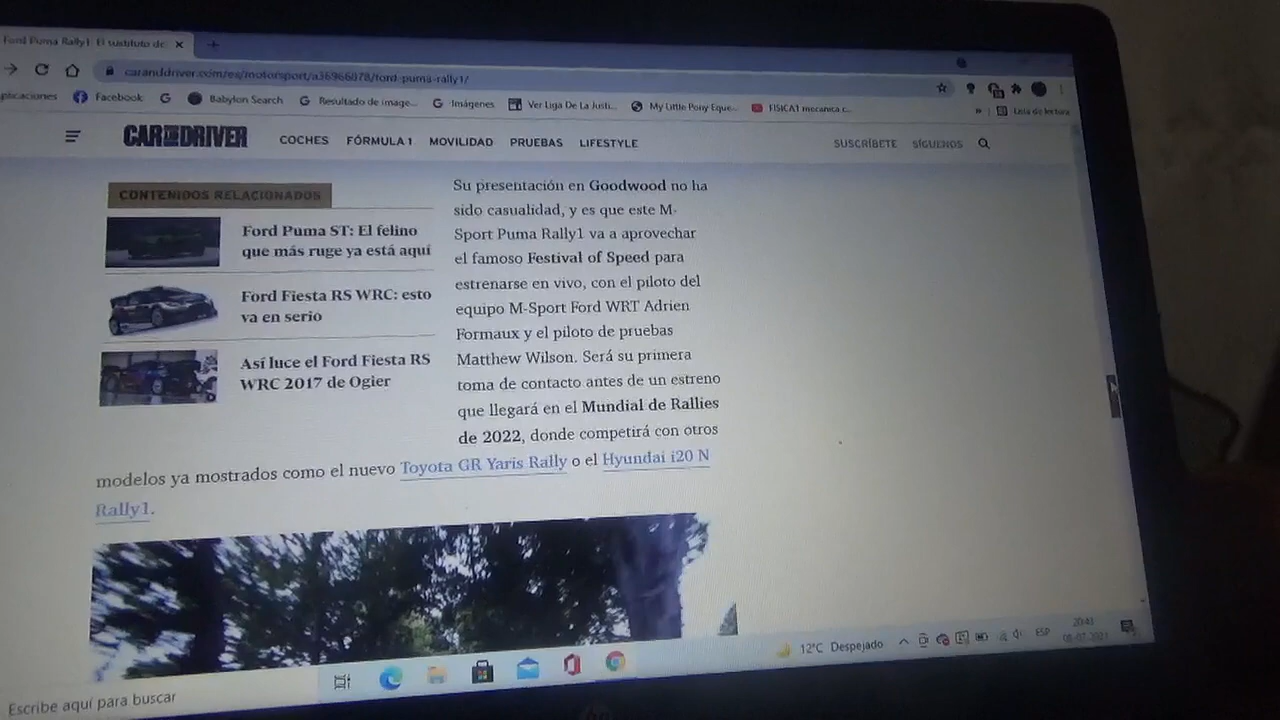 Ford Puma Rally1: El sustituto de
caranddriver.com/es/motorsport/a36966878/ford-puma-rally1/
plicaciones Facebook Babylon Search Resultado de image... Imágenes Ver Liga De La Justi... My Little Pony Eque... FISICA1 mecanica c...
» Lista de lectura
CAR AND DRIVER COCHES FÓRMULA 1 MOVILIDAD PRUEBAS LIFESTYLE SUSCRÍBETE SÍGUENOS
CONTENIDOS RELACIONADOS
Ford Puma ST: El felino
que más ruge ya está aquí
Ford Fiesta RS WRC: esto
va en serio
Así luce el Ford Fiesta RS
WRC 2017 de Ogier
Su presentación en Goodwood no ha
sido casualidad, y es que este M-
Sport Puma Rally1 va a aprovechar
el famoso Festival of Speed para
estrenarse en vivo, con el piloto del
equipo M-Sport Ford WRT Adrien
Formaux y el piloto de pruebas
Matthew Wilson. Será su primera
toma de contacto antes de un estreno
que llegará en el Mundial de Rallies
de 2022, donde competirá con otros
modelos ya mostrados como el nuevo Toyota GR Yaris Rally o el Hyundai i20 N
Rally1.
Escribe aquí para buscar
12°C Despejado
ESP
20:43
08-07-2021